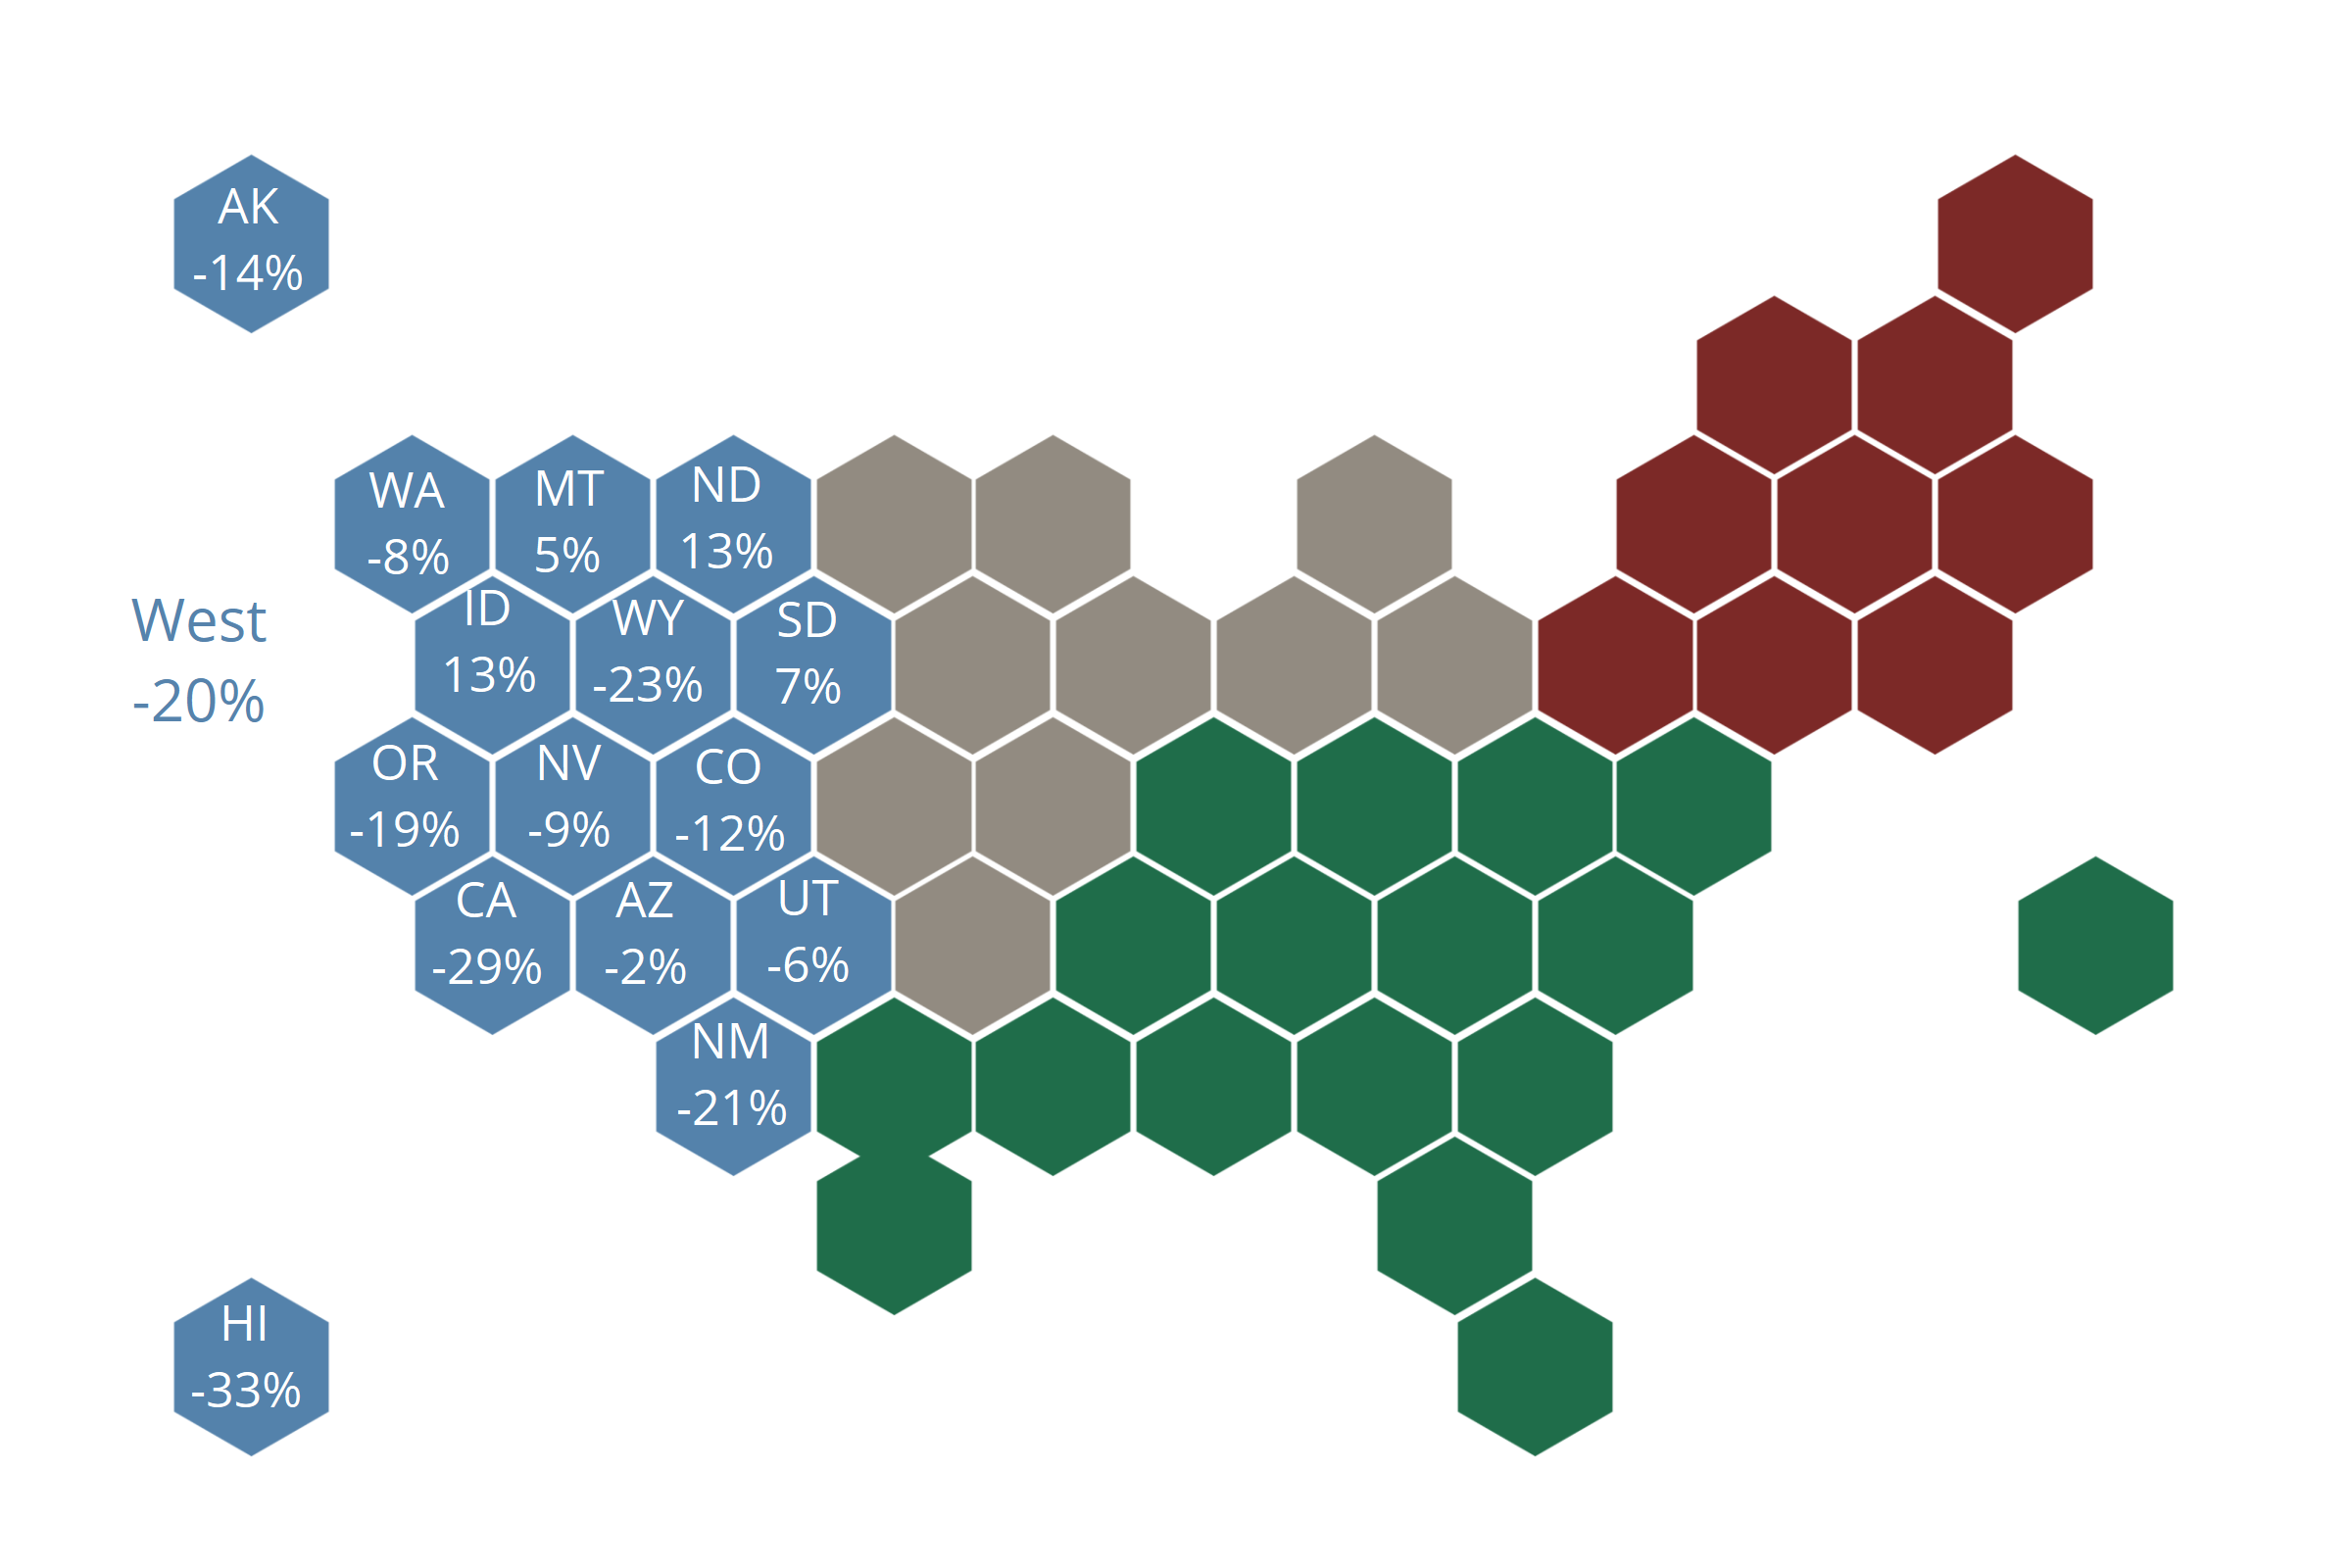 AK
-14%
WA
-8%
MT
5%
ND
13%
West
-20%
ID
13%
WY
-23%
SD
7%
OR
-19%
NV
-9%
CO
-12%
CA
-29%
AZ
-2%
UT
-6%
NM
-21%
HI
-33%